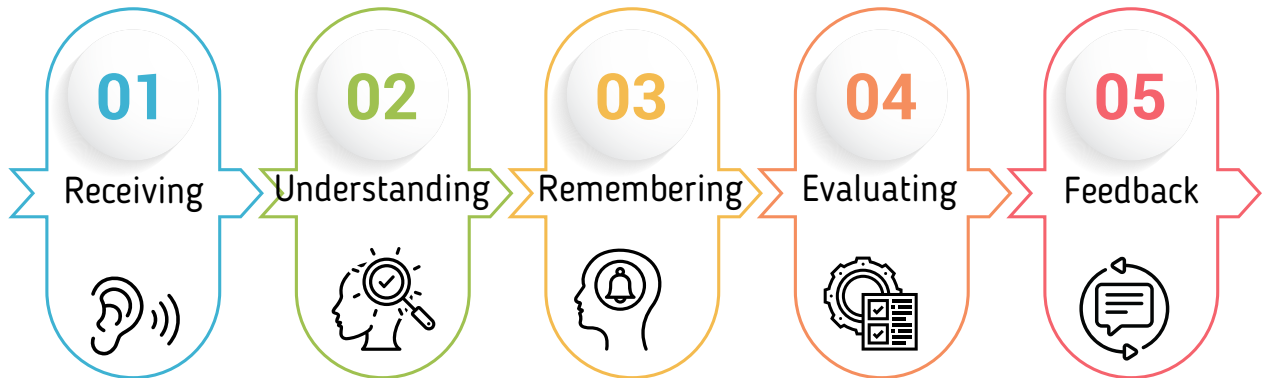 01
Receiving
02
Understanding
03
Remembering
04
Evaluating
05
Feedback